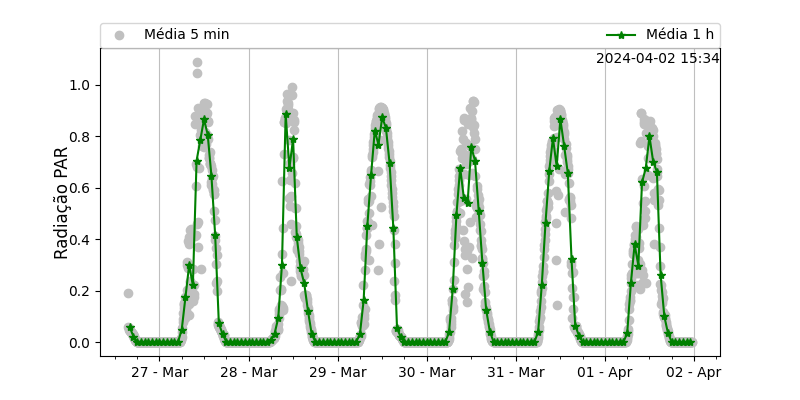 Média 5 min
Média 1 h
2024-04-02 15:34
Radiação PAR
1.0
0.8
0.6
0.4
0.2
0.0
27 - Mar
28 - Mar
29 - Mar
30 - Mar
31 - Mar
01 - Apr
02 - Apr